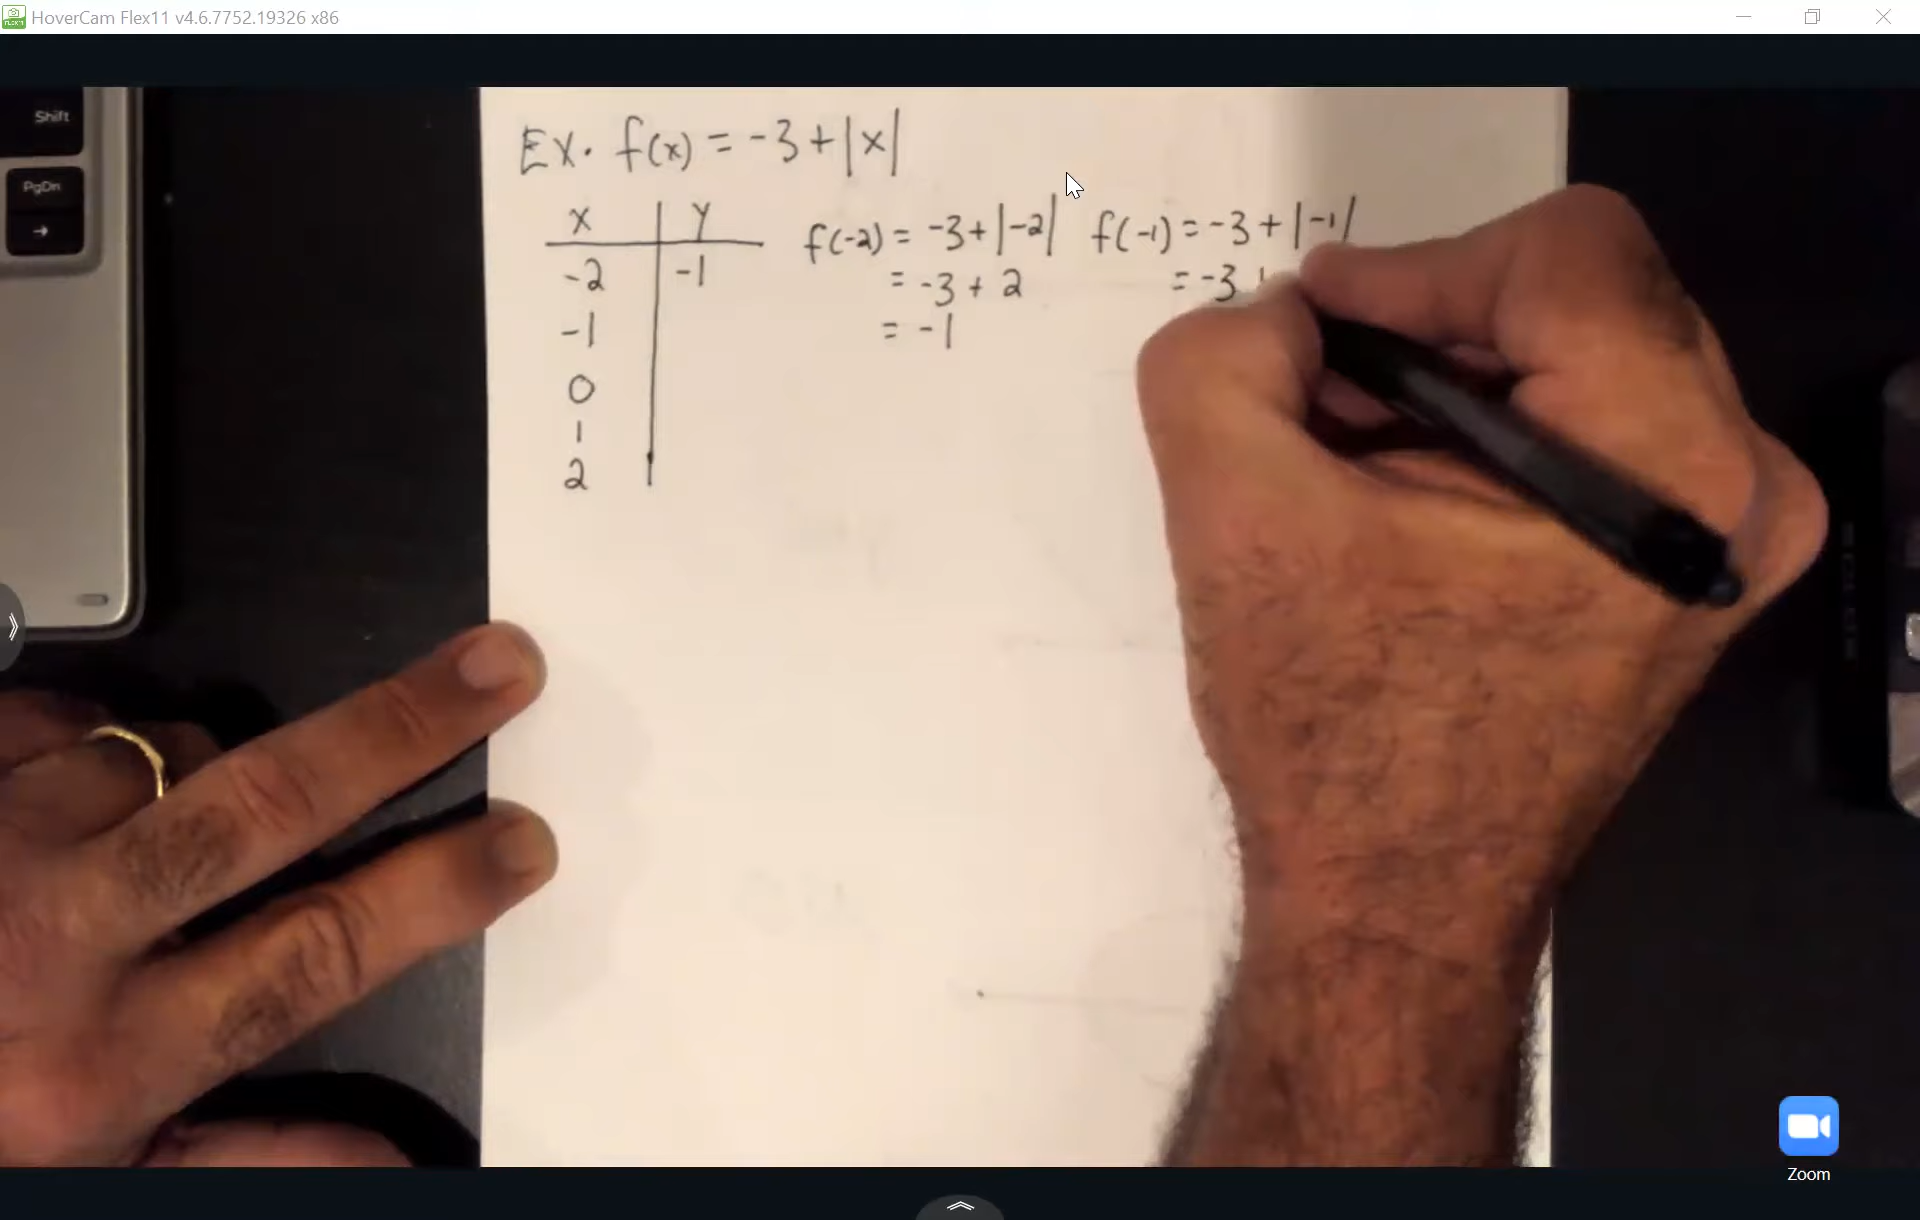 HoverCam Flex11 v4.6.7752.19326 x86
Shift
PgDn
→
EX. f(x) = -3+|x|
x y
-2 -1
-1
0
1
2
f(-2) = -3+|-2|
= -3 + 2
= -1
f(-1) = -3 + |-1|
= -3 +
Zoom